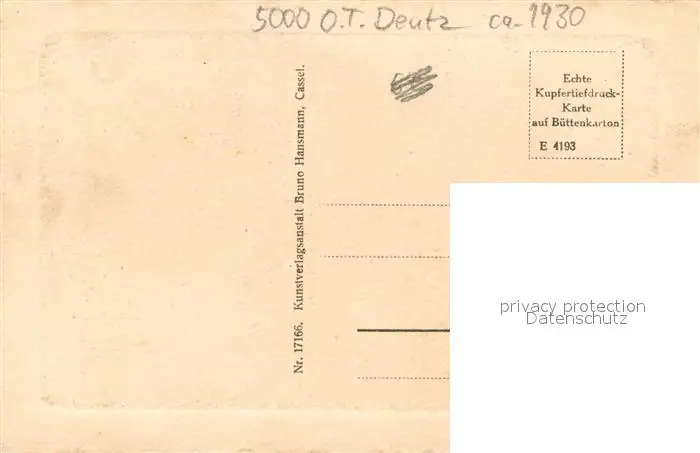 5000 O.T. Deutz ca. 1930
Echte
Kupfertiefdruck-
Karte
auf Büttenkarton
E 4193
Nr. 17166. Kunstverlagsanstalt Bruno Hansmann, Cassel.
privacy protection
Datenschutz